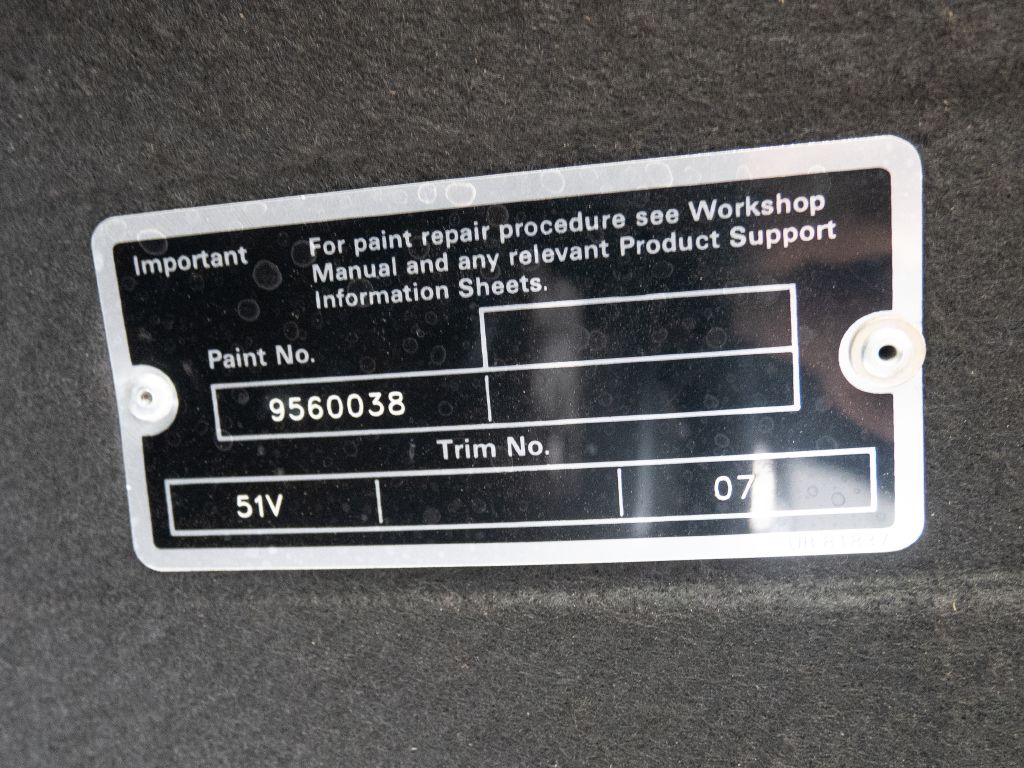 Important
For paint repair procedure see Workshop
Manual and any relevant Product Support
Information Sheets.
Paint No.
9560038
Trim No.
51V 07